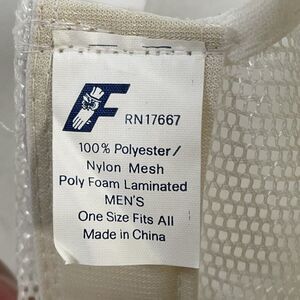 F
RN17667
100% Polyester/
Nylon Mesh
Poly Foam Laminated
MEN'S
One Size Fits All
Made in China